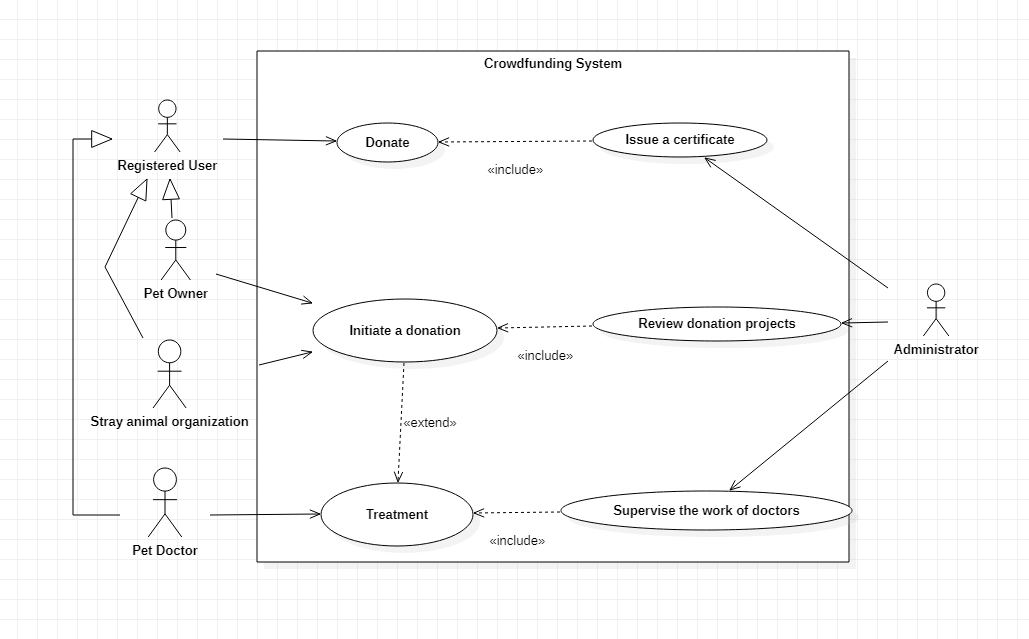 Crowdfunding System
Registered User
Donate
Issue a certificate
«include»
Pet Owner
Initiate a donation
Review donation projects
«include»
Administrator
Stray animal organization
«extend»
Pet Doctor
Treatment
Supervise the work of doctors
«include»